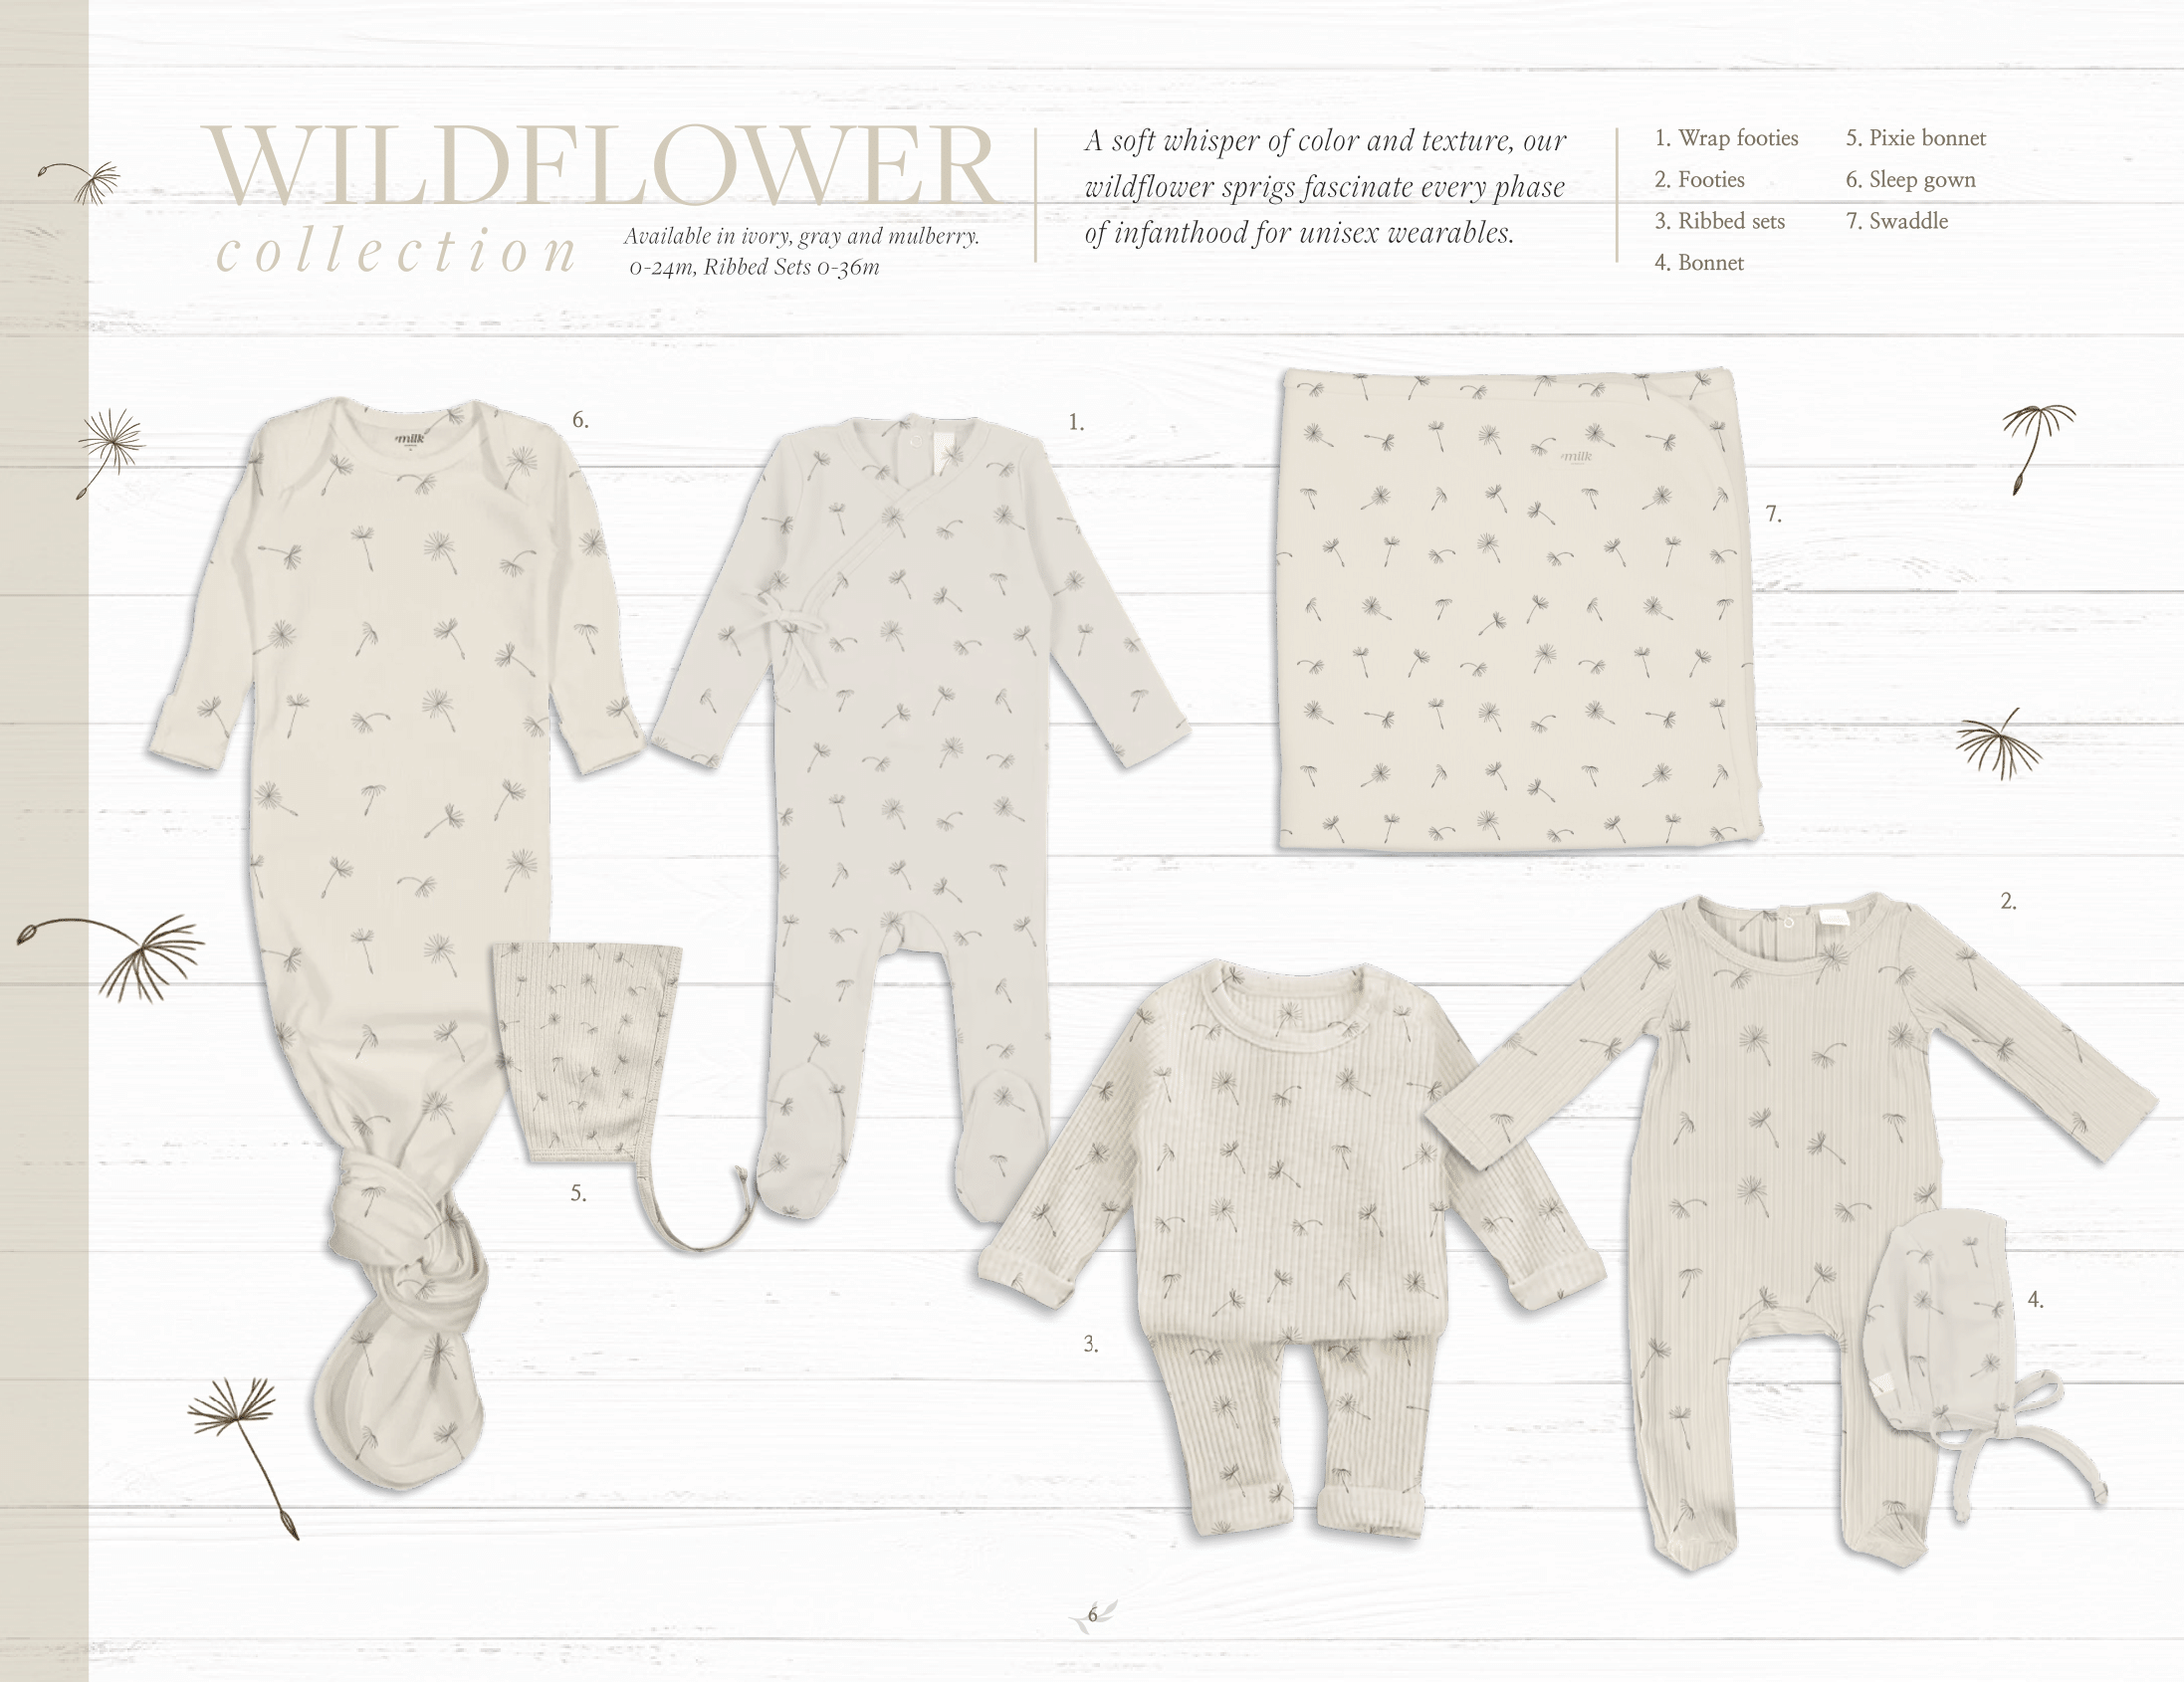 WILDFLOWER
collection
Available in ivory, gray and mulberry.
0-24m, Ribbed Sets 0-36m
A soft whisper of color and texture, our
wildflower sprigs fascinate every phase
of infanthood for unisex wearables.
1. Wrap footies
2. Footies
3. Ribbed sets
4. Bonnet
5. Pixie bonnet
6. Sleep gown
7. Swaddle
6.
milk
1.
milk
7.
2.
5.
4.
3.
6